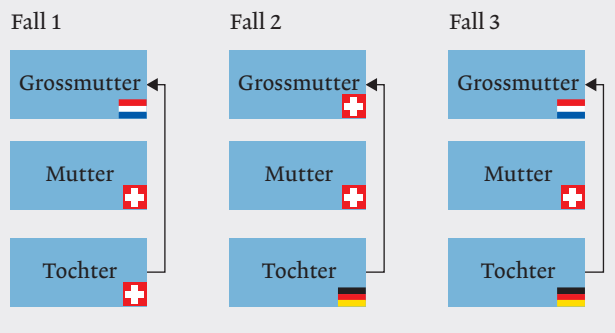 Fall 1
Fall 2
Fall 3
Grossmutter
Grossmutter
Grossmutter
Mutter
Mutter
Mutter
Tochter
Tochter
Tochter